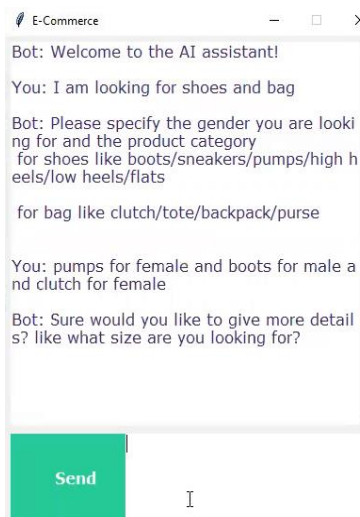 E-Commerce
Bot: Welcome to the AI assistant!
You: I am looking for shoes and bag
Bot: Please specify the gender you are looki
ng for and the product category
for shoes like boots/sneakers/pumps/high h
eels/low heels/flats
for bag like clutch/tote/backpack/purse
You: pumps for female and boots for male a
nd clutch for female
Bot: Sure would you like to give more detail
s? like what size are you looking for?
Send